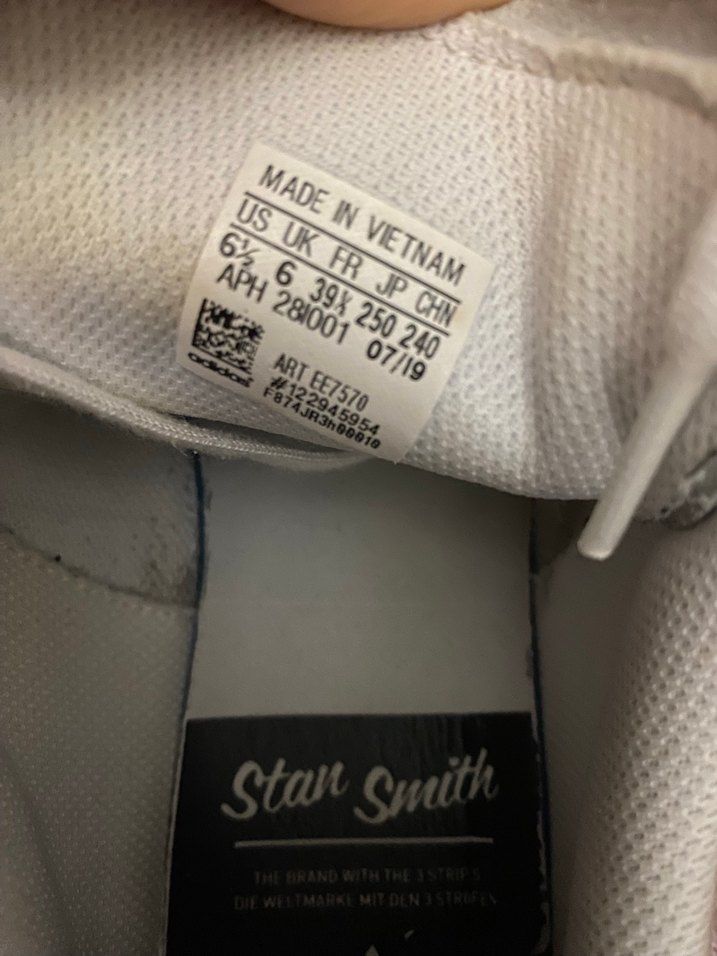 MADE IN VIETNAM
US UK FR JP CHN
6½ 6 39⅓ 250 240
APH 28I001 07/19
ART EE7570
#122945954
F874JR3h00010
adidas
Stan Smith
THE BRAND WITH THE 3 STRIPES
DIE WELTMARKE MIT DEN 3 STREIFEN